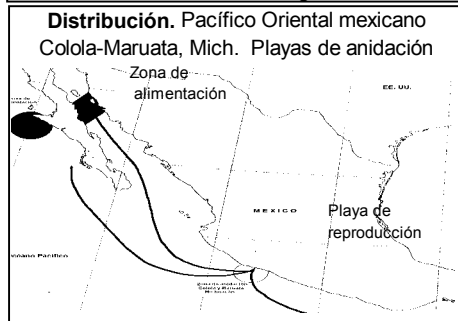 Distribución. Pacífico Oriental mexicano
Colola-Maruata, Mich. Playas de anidación
Zona de
alimentación
EE. UU.
MEXICO
Playa de
reproducción
céano Pacífico